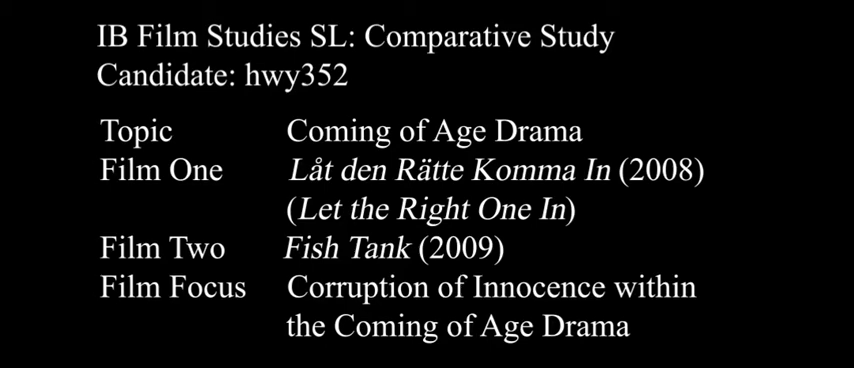 IB Film Studies SL: Comparative Study
Candidate: hwy352
Topic Coming of Age Drama
Film One Låt den Rätte Komma In (2008)
(Let the Right One In)
Film Two Fish Tank (2009)
Film Focus Corruption of Innocence within
the Coming of Age Drama